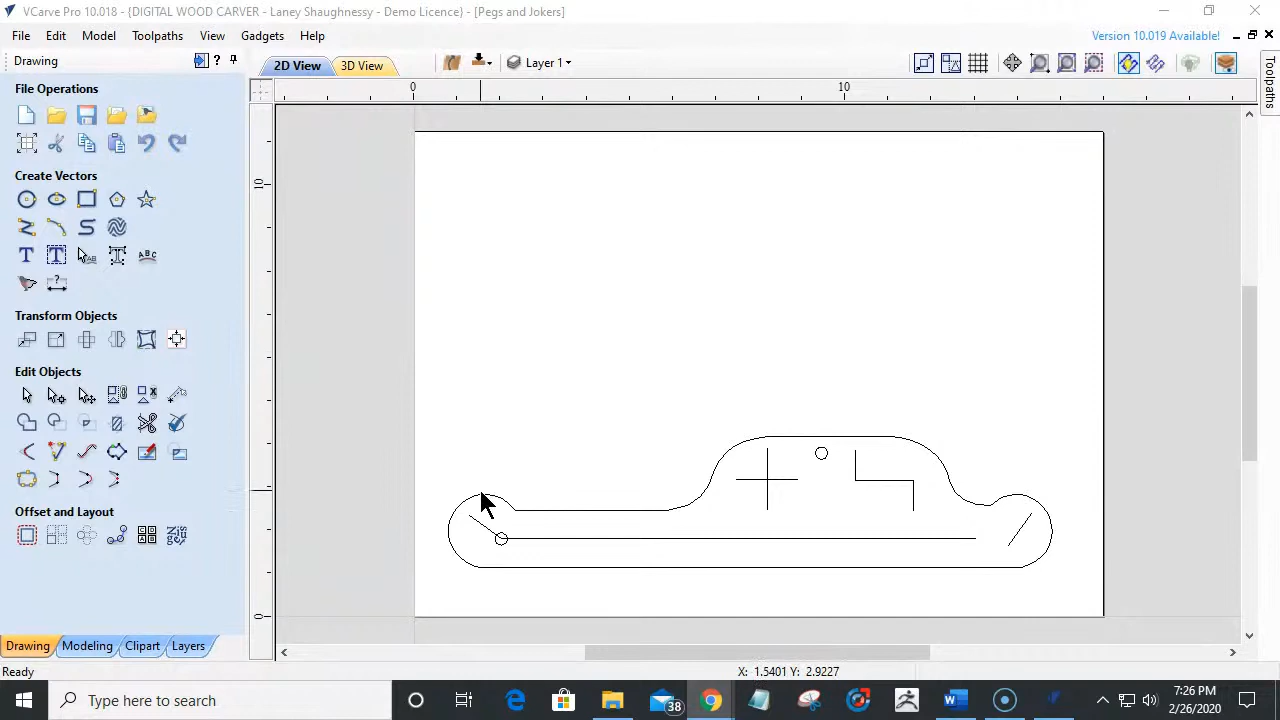 VCarve Pro 10.018 - {DIGITAL WOOD CARVER - Laney Shaughnessy - Demo Licence} - [Pegs and Jokers]
File Edit Model Toolpaths View Gadgets Help
Version 10.019 Available!
Drawing
?
2D View
3D View
Layer 1
Toolpaths
File Operations
0
10
Create Vectors
10
T T T
ABC
Transform Objects
Edit Objects
Offset and Layout
0
Drawing Modeling Clipart Layers
Ready
X: 1.5401 Y: 2.9227
Type here to search
38
7:26 PM
2/26/2020